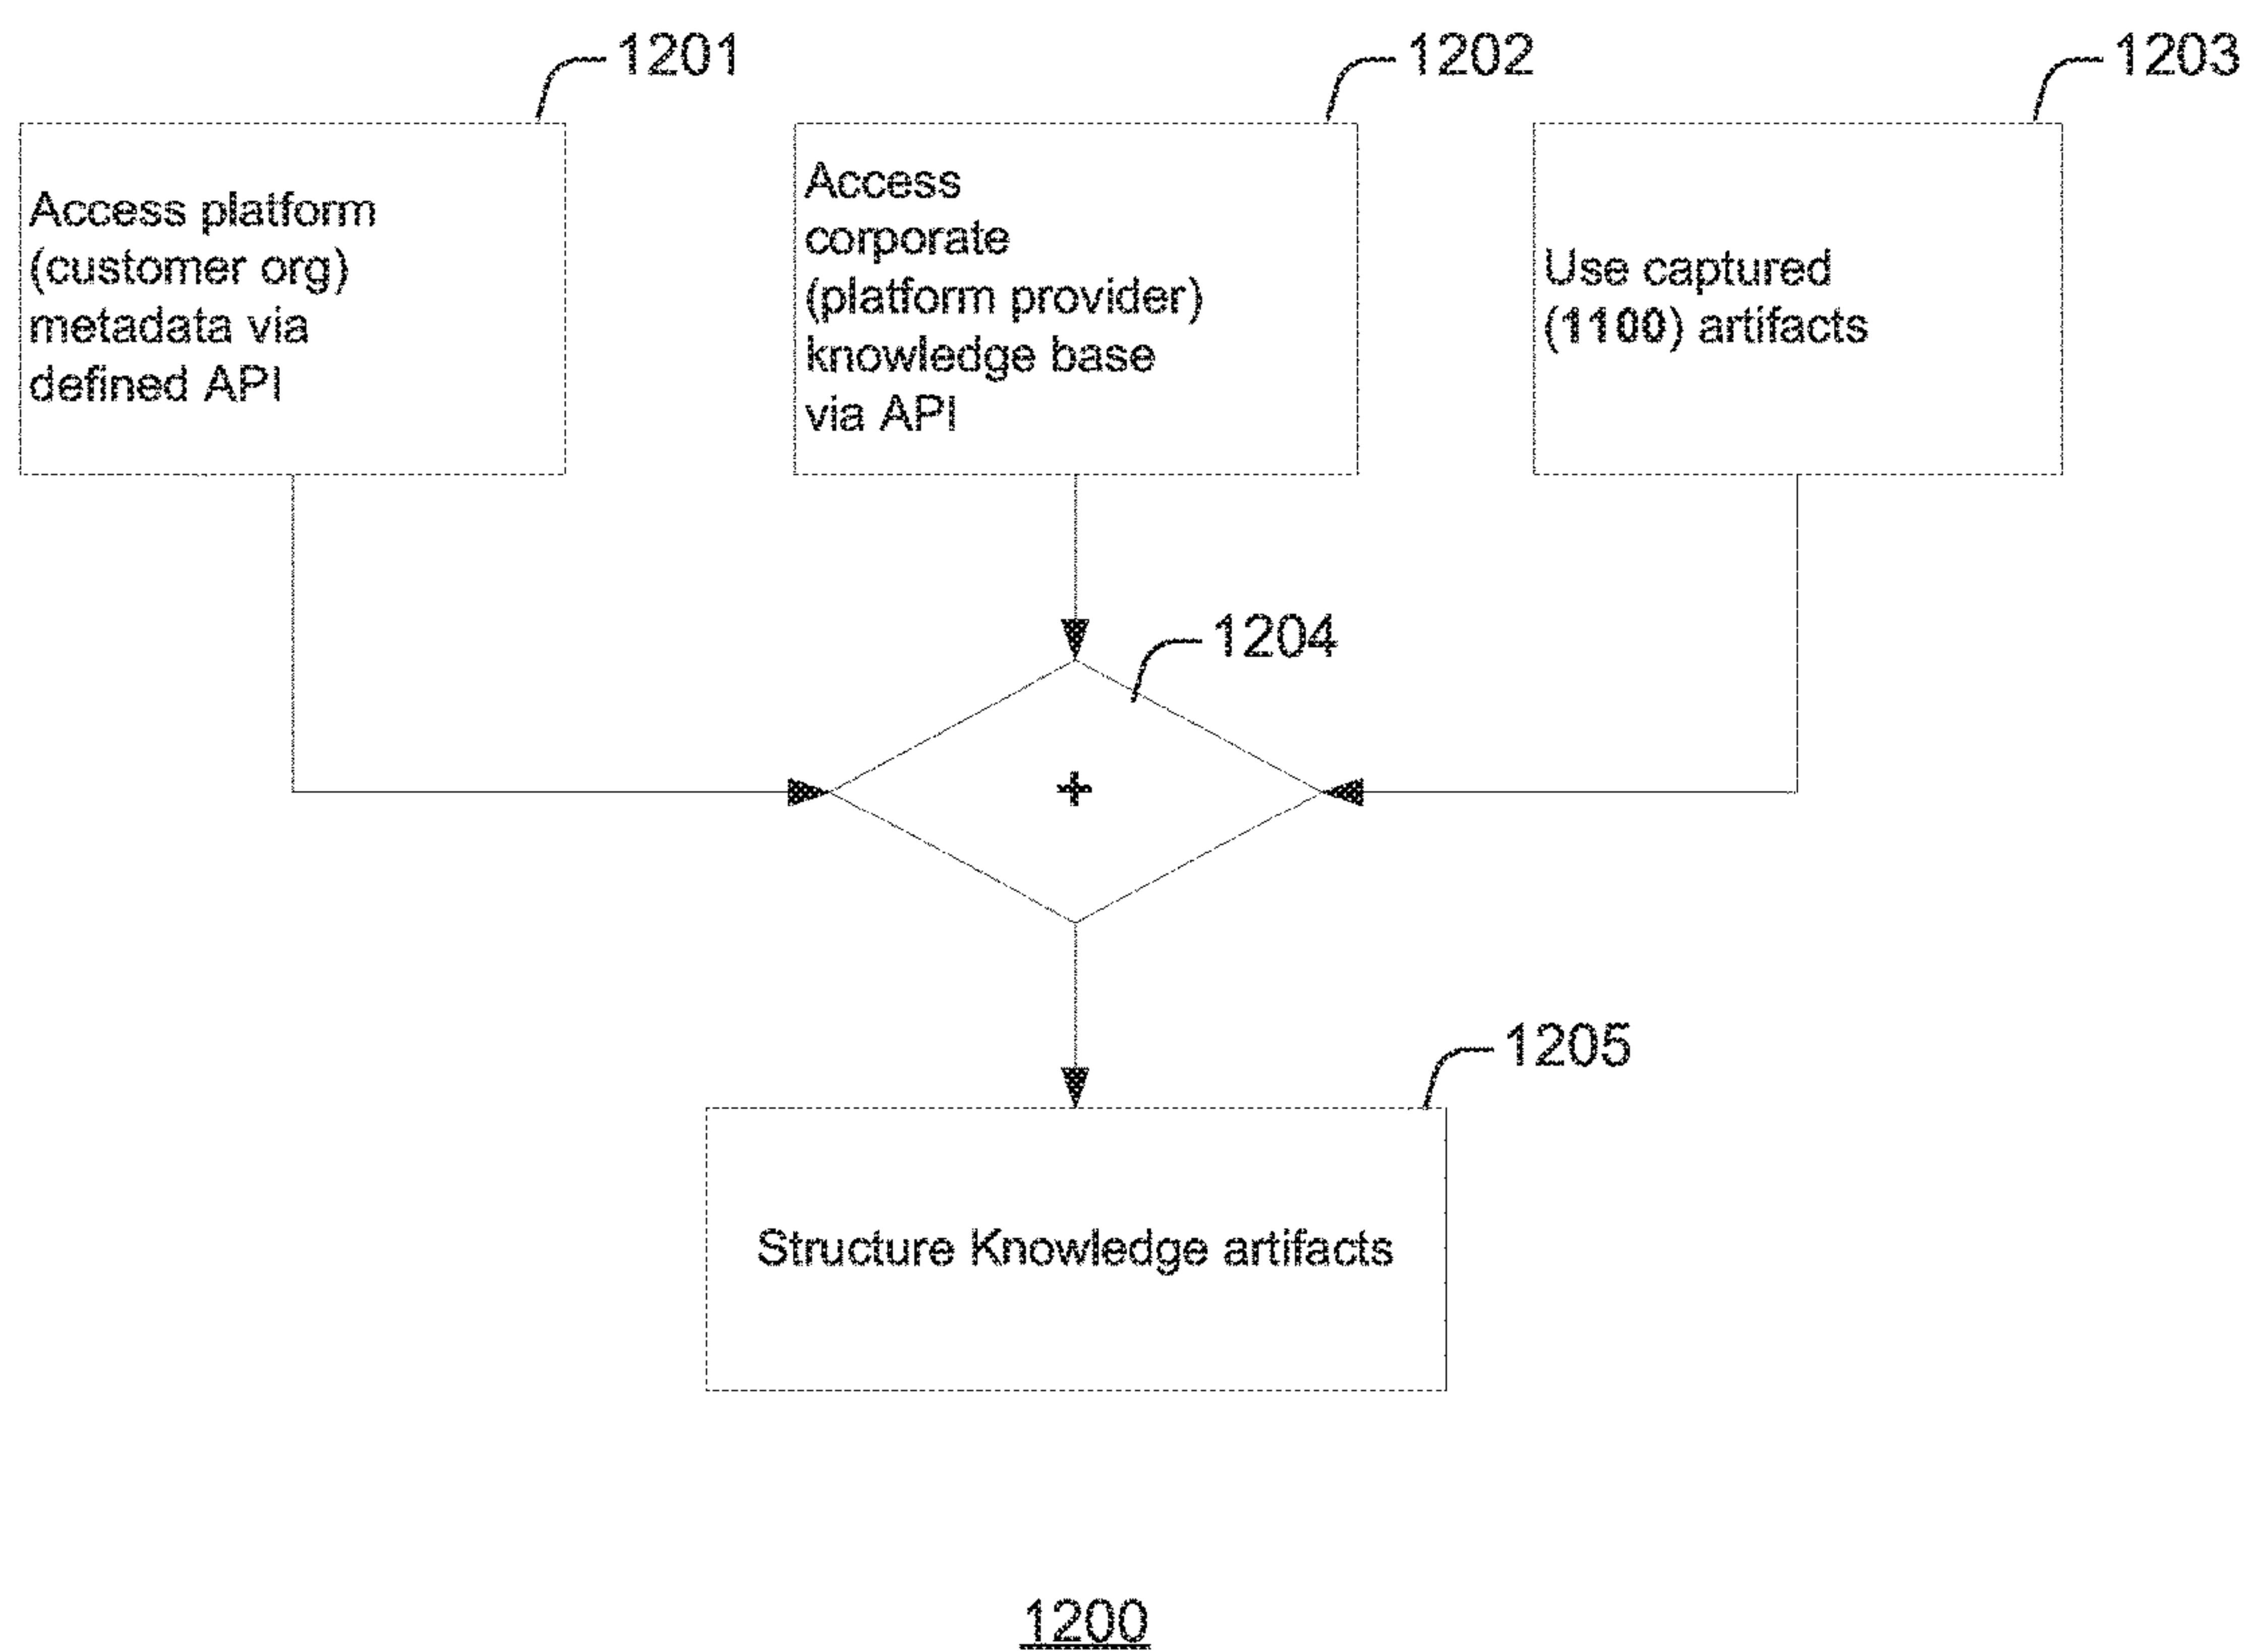 1201
1202
1203
Access platform
(customer org)
metadata via
defined API
Access
corporate
(platform provider)
knowledge base
via API
Use captured
(1100) artifacts
1204
+
1205
Structure Knowledge artifacts
1200